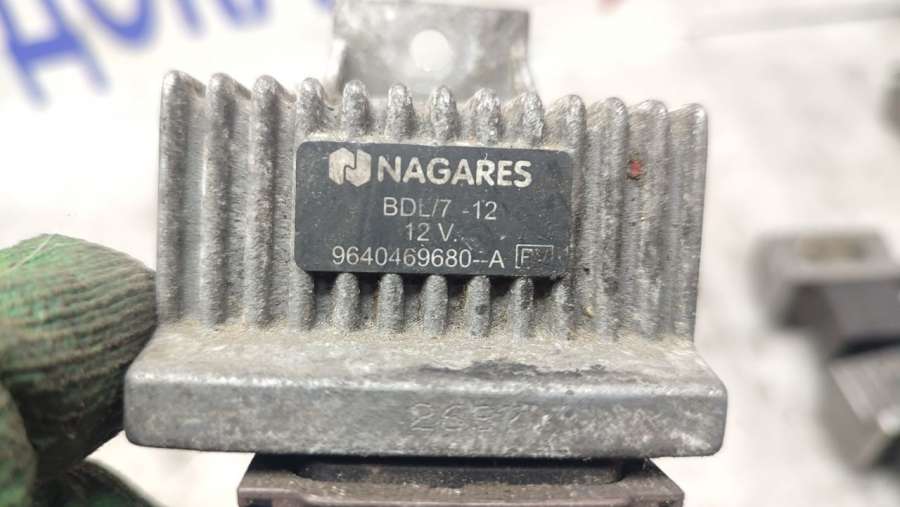 NAGARES
BDL/7 -12
12 V.
9640469680--A